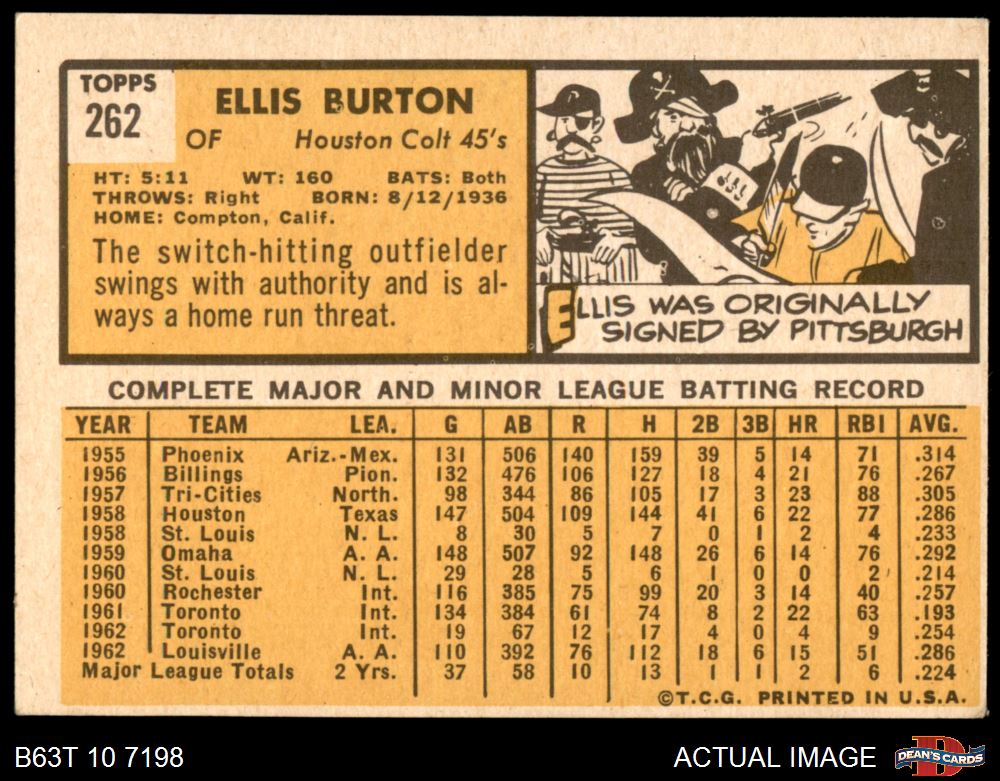 TOPPS
262
ELLIS BURTON
OF Houston Colt 45's
HT: 5:11 WT: 160 BATS: Both
THROWS: Right BORN: 8/12/1936
HOME: Compton, Calif.
The switch-hitting outfielder
swings with authority and is al-
ways a home run threat.
P
ELLIS WAS ORIGINALLY
SIGNED BY PITTSBURGH
COMPLETE MAJOR AND MINOR LEAGUE BATTING RECORD
YEAR TEAM LEA. G AB R H 2B 3B HR RBI AVG.
1955 Phoenix Ariz.-Mex. 131 506 140 159 39 5 14 71 .314
1956 Billings Pion. 132 476 106 127 18 4 21 76 .267
1957 Tri-Cities North. 98 344 86 105 17 3 23 88 .305
1958 Houston Texas 147 504 109 144 41 6 22 77 .286
1958 St. Louis N. L. 8 30 5 7 0 1 2 4 .233
1959 Omaha A. A. 148 507 92 148 26 6 14 76 .292
1960 St. Louis N. L. 29 28 5 6 1 0 0 2 .214
1960 Rochester Int. 116 385 75 99 20 3 14 40 .257
1961 Toronto Int. 134 384 61 74 8 2 22 63 .193
1962 Toronto Int. 19 67 12 17 4 0 4 9 .254
1962 Louisville A. A. 110 392 76 112 18 6 15 51 .286
Major League Totals 2 Yrs. 37 58 10 13 1 1 2 6 .224
©T.C.G. PRINTED IN U.S.A.
B63T 10 7198 ACTUAL IMAGE DEAN'S CARDS